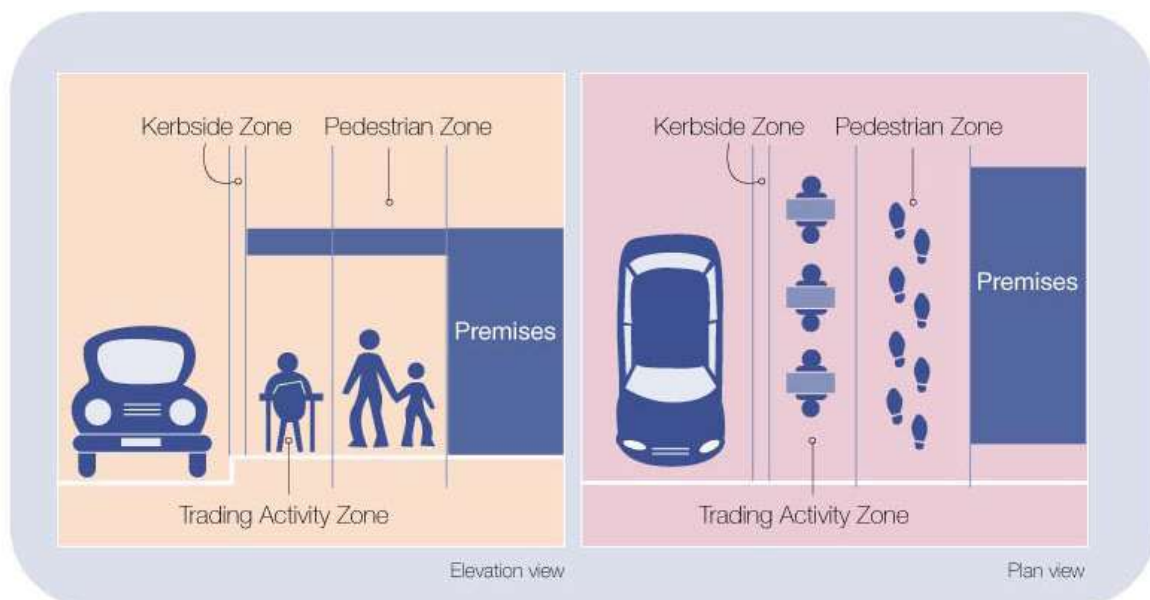 Kerbside Zone
Pedestrian Zone
Premises
Trading Activity Zone
Elevation view
Kerbside Zone
Pedestrian Zone
Premises
Trading Activity Zone
Plan view